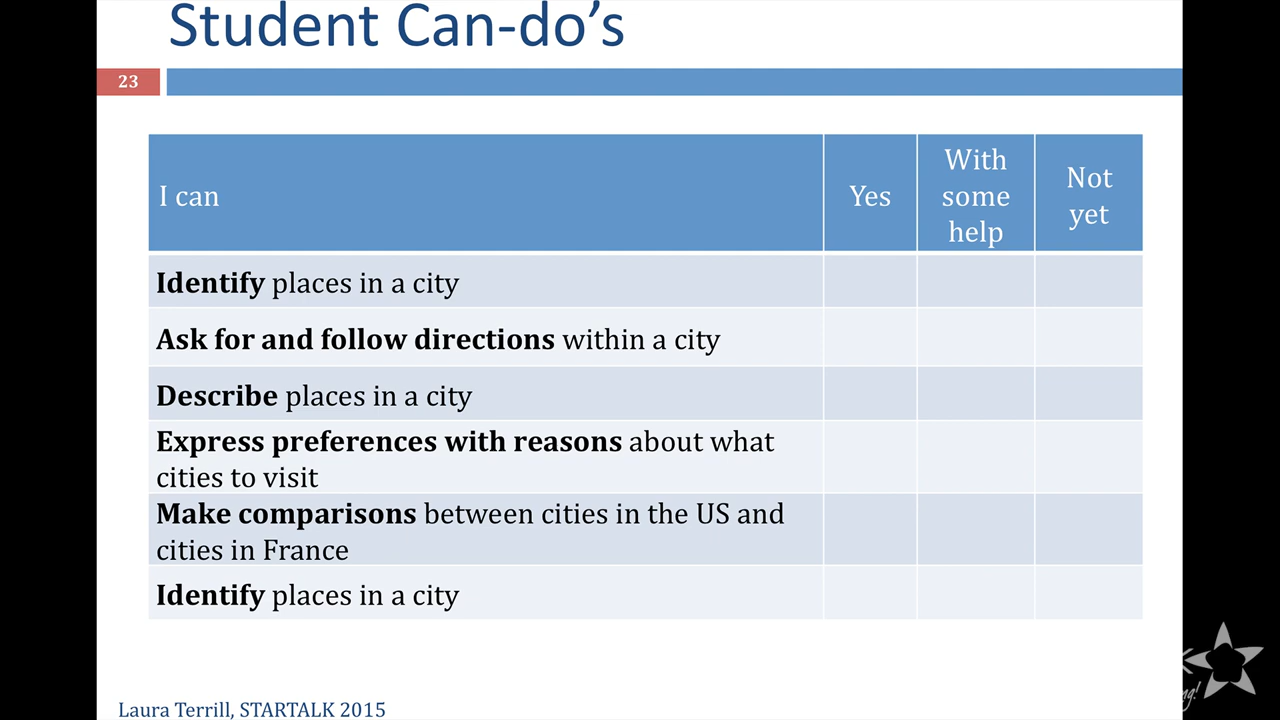 Student Can-do’s
23
I can
Yes
With
some
help
Not
yet
Identify places in a city
Ask for and follow directions within a city
Describe places in a city
Express preferences with reasons about what
cities to visit
Make comparisons between cities in the US and
cities in France
Identify places in a city
Laura Terrill, STARTALK 2015